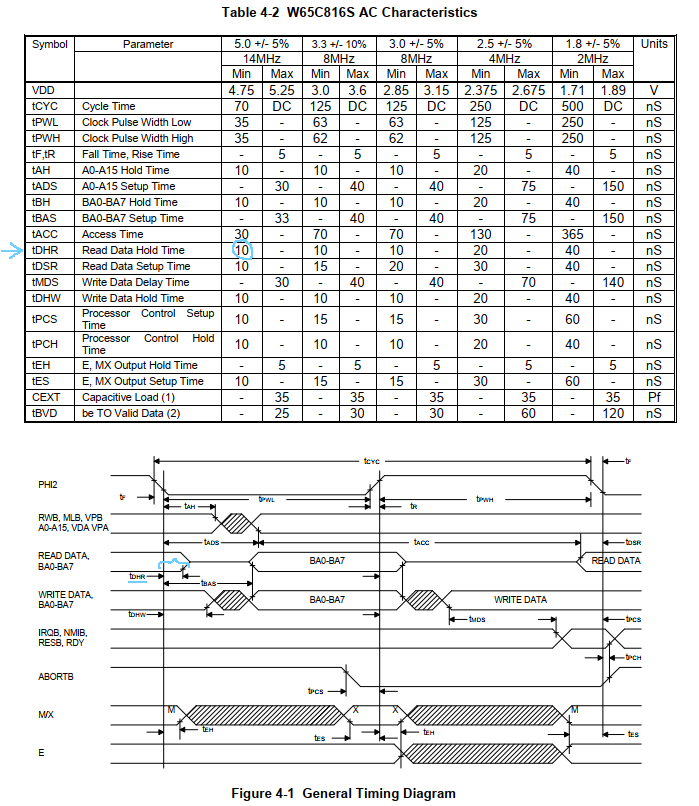 Table 4-2 W65C816S AC Characteristics
Symbol Parameter 5.0 +/- 5% 3.3 +/- 10% 3.0 +/- 5% 2.5 +/- 5% 1.8 +/- 5% Units
14MHz 8MHz 8MHz 4MHz 2MHz
Min Max Min Max Min Max Min Max Min Max
VDD 4.75 5.25 3.0 3.6 2.85 3.15 2.375 2.675 1.71 1.89 V
tCYC Cycle Time 70 DC 125 DC 125 DC 250 DC 500 DC nS
tPWL Clock Pulse Width Low 35 - 63 - 63 - 125 - 250 - nS
tPWH Clock Pulse Width High 35 - 62 - 62 - 125 - 250 - nS
tF,tR Fall Time, Rise Time - 5 - 5 - 5 - 5 - 5 nS
tAH A0-A15 Hold Time 10 - 10 - 10 - 20 - 40 - nS
tADS A0-A15 Setup Time - 30 - 40 - 40 - 75 - 150 nS
tBH BA0-BA7 Hold Time 10 - 10 - 10 - 20 - 40 - nS
tBAS BA0-BA7 Setup Time - 33 - 40 - 40 - 75 - 150 nS
tACC Access Time 30 - 70 - 70 - 130 - 365 - nS
tDHR Read Data Hold Time 10 - 10 - 10 - 20 - 40 - nS
tDSR Read Data Setup Time 10 - 15 - 20 - 30 - 40 - nS
tMDS Write Data Delay Time - 30 - 40 - 40 - 70 - 140 nS
tDHW Write Data Hold Time 10 - 10 - 10 - 20 - 40 - nS
tPCS Processor Control Setup Time 10 - 15 - 15 - 30 - 60 - nS
tPCH Processor Control Hold Time 10 - 10 - 10 - 20 - 40 - nS
tEH E, MX Output Hold Time - 5 - 5 - 5 - 5 - 5 nS
tES E, MX Output Setup Time 10 - 15 - 15 - 30 - 60 - nS
CEXT Capacitive Load (1) - 35 - 35 - 35 - 35 - 35 Pf
tBVD be TO Valid Data (2) - 25 - 30 - 30 - 60 - 120 nS
tCYC tF
PHI2
tF tPWL tR tPWH
tAH
RWB, MLB, VPB
A0-A15, VDA VPA
tADS tACC tDSR
READ DATA,
BA0-BA7
BA0-BA7 READ DATA
tDHR tBAS
WRITE DATA,
BA0-BA7
BA0-BA7 WRITE DATA
tDHW tMDS tPCS
IRQB, NMIB,
RESB, RDY
tPCH
ABORTB
tPCS
M/X M X X M
tEH tES tEH tES
E
Figure 4-1 General Timing Diagram